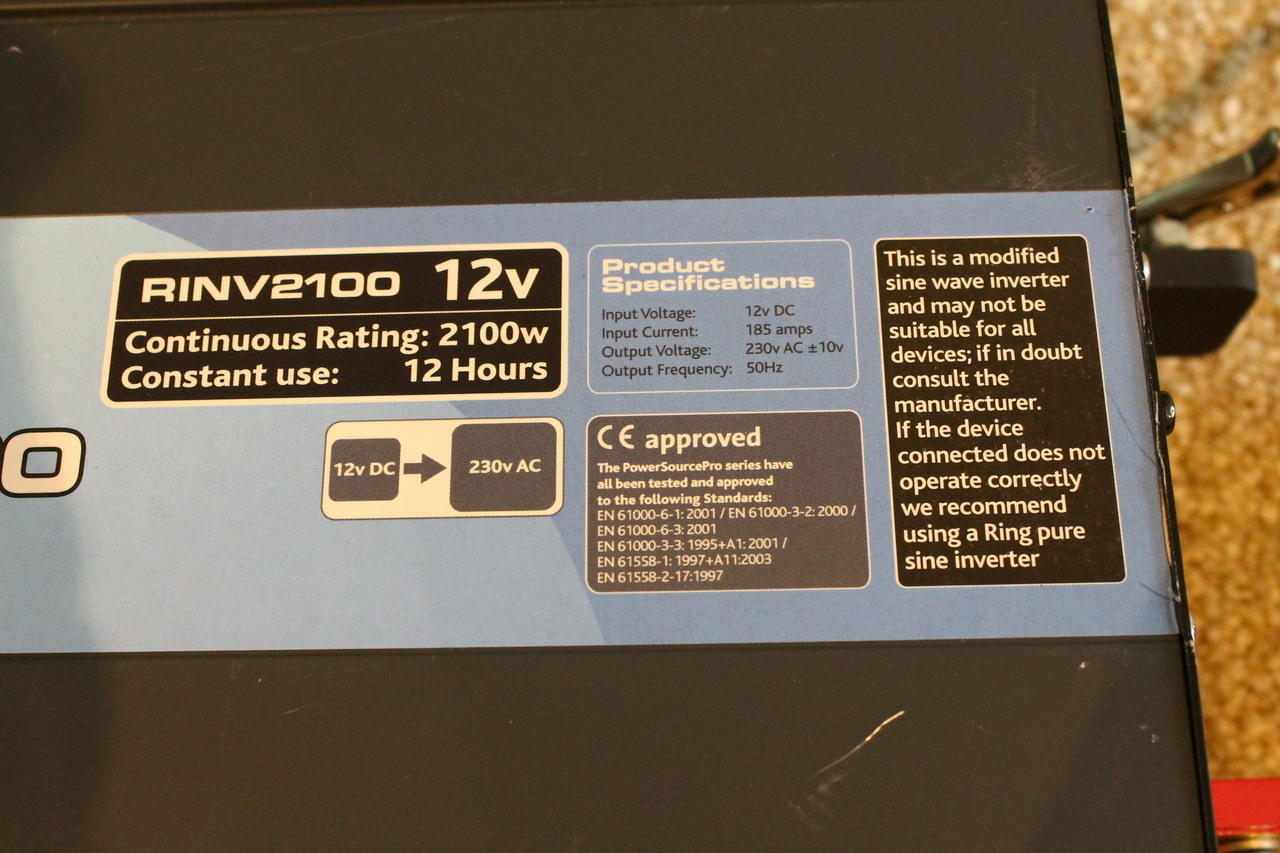 RINV2100 12v
Continuous Rating: 2100w
Constant use: 12 Hours
0
12v DC
230v AC
Product
Specifications
Input Voltage: 12v DC
Input Current: 185 amps
Output Voltage: 230v AC ±10v
Output Frequency: 50Hz
CE approved
The PowerSourcePro series have
all been tested and approved
to the following Standards:
EN 61000-6-1: 2001 / EN 61000-3-2: 2000 /
EN 61000-6-3: 2001
EN 61000-3-3: 1995+A1: 2001 /
EN 61558-1: 1997+A11:2003
EN 61558-2-17:1997
This is a modified
sine wave inverter
and may not be
suitable for all
devices; if in doubt
consult the
manufacturer.
If the device
connected does not
operate correctly
we recommend
using a Ring pure
sine inverter